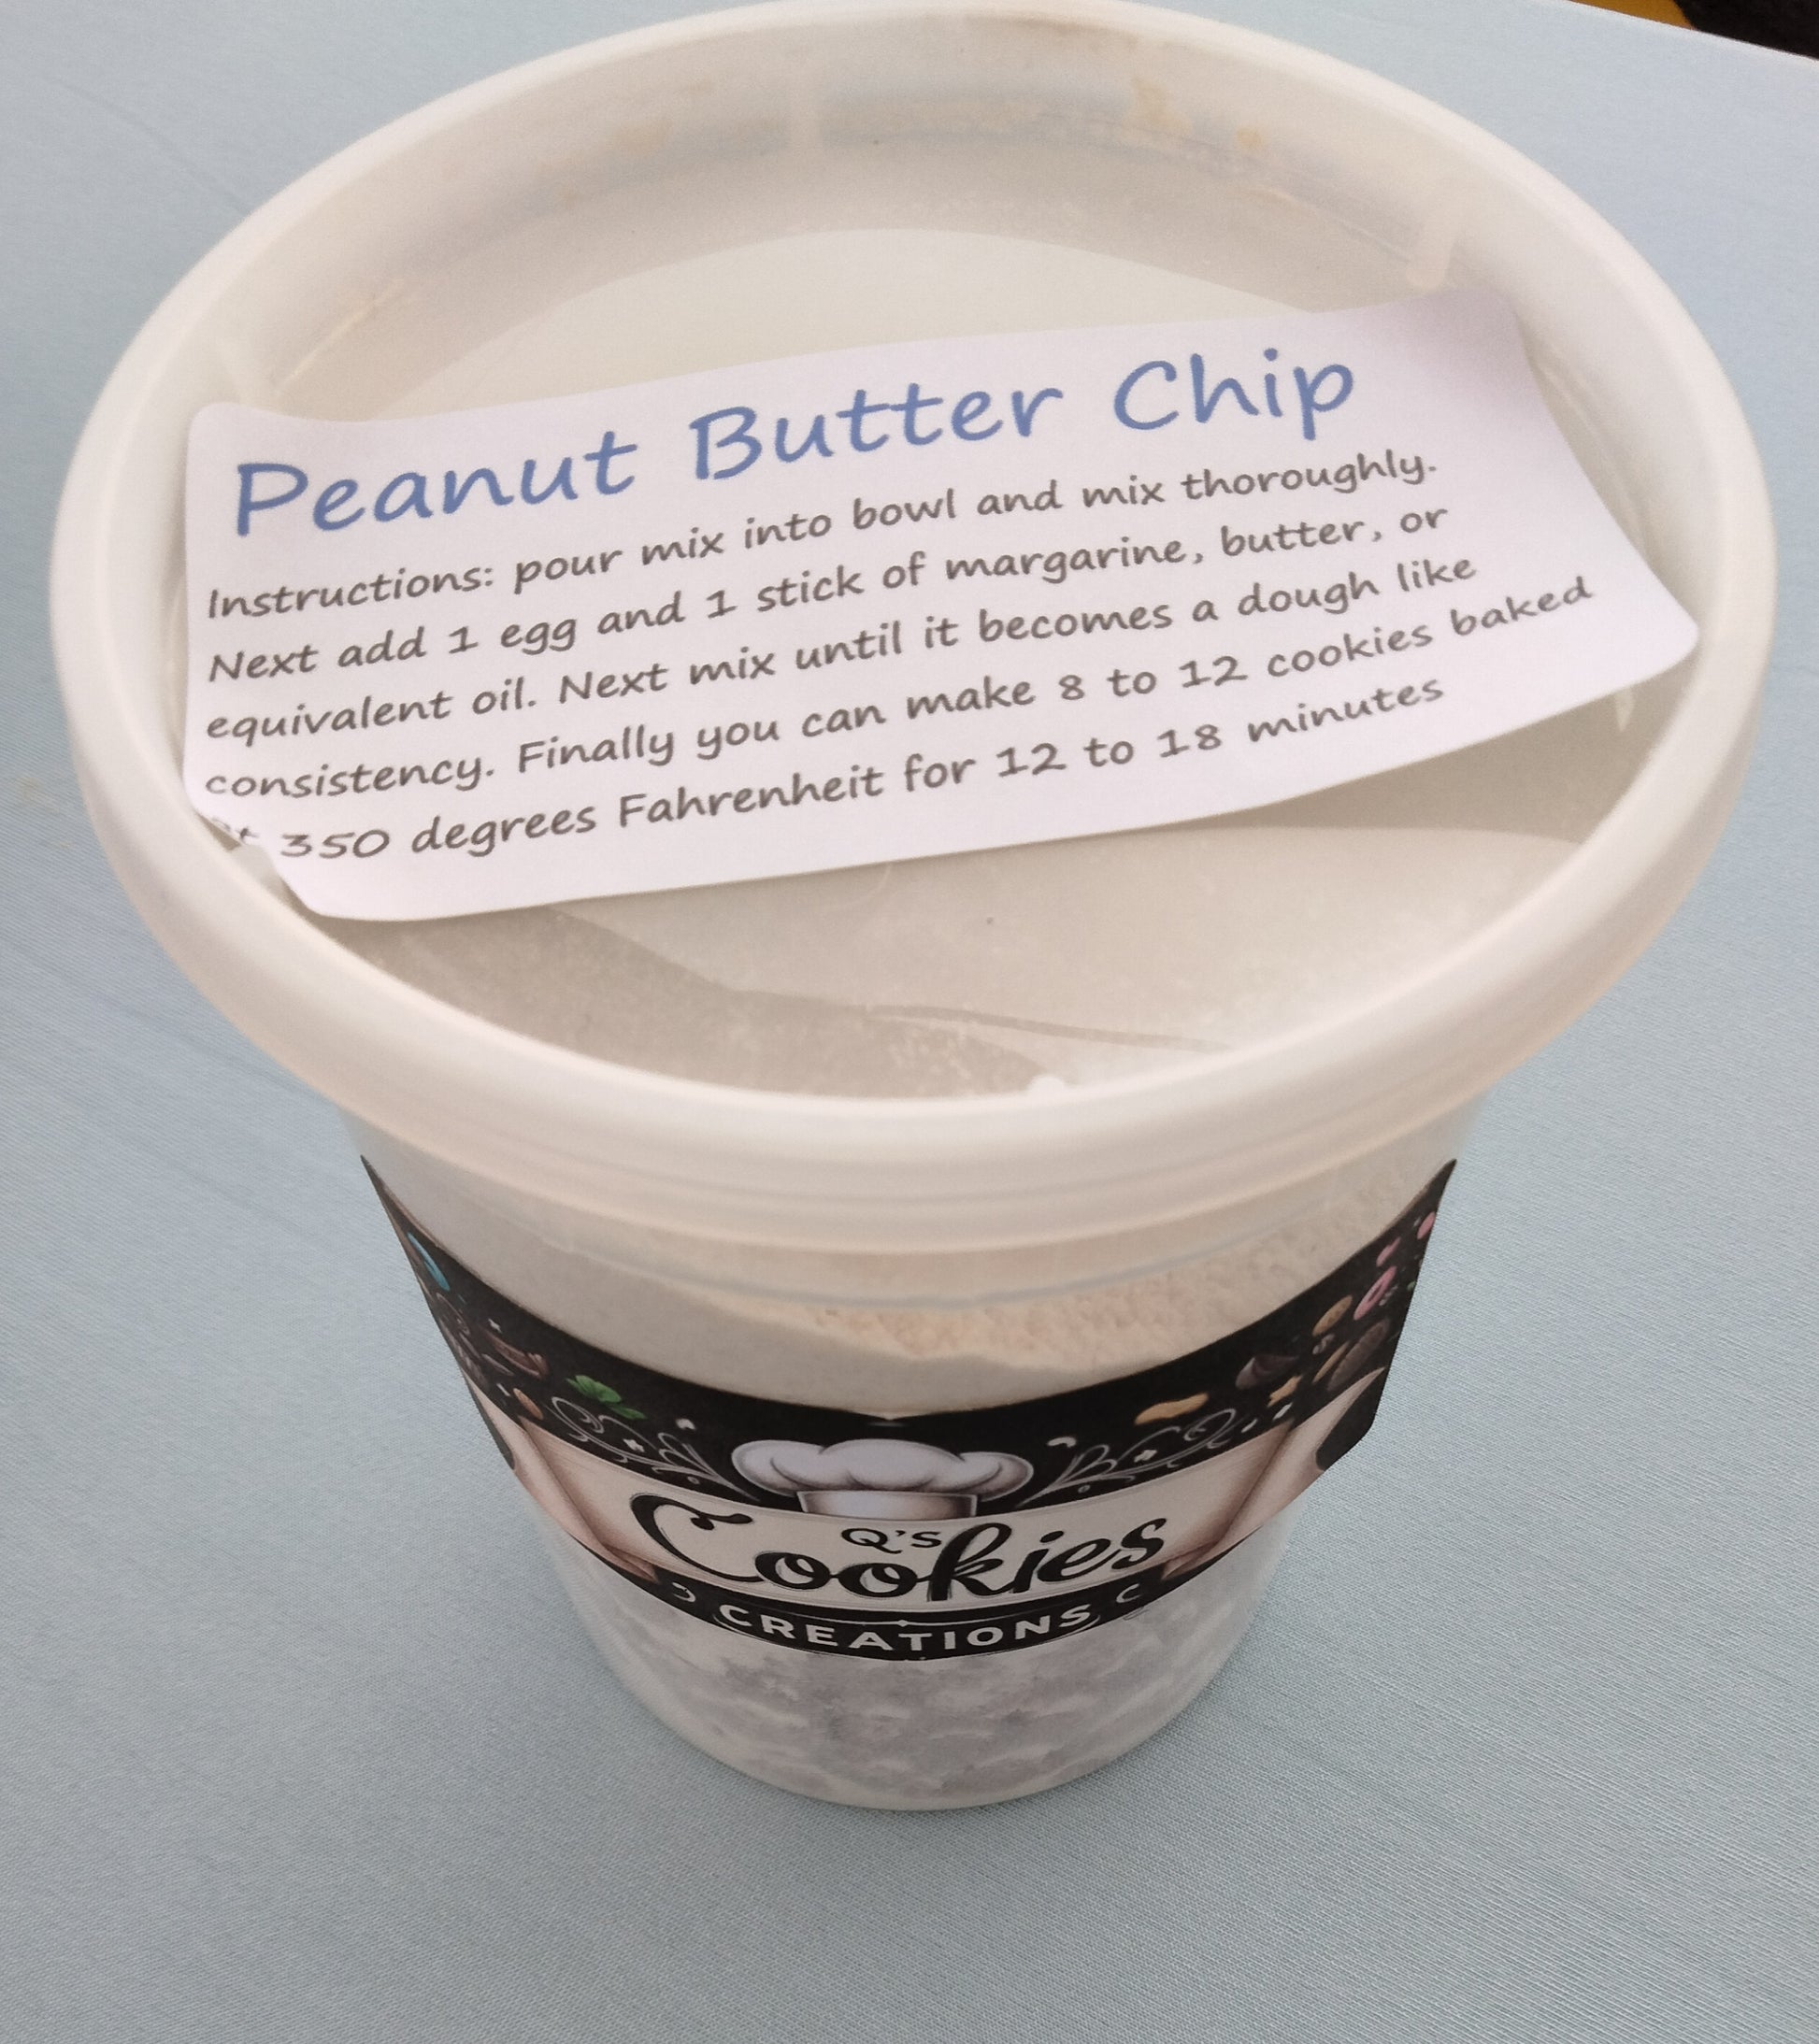 Peanut Butter Chip
Instructions: pour mix into bowl and mix thoroughly.
Next add 1 egg and 1 stick of margarine, butter, or
equivalent oil. Next mix until it becomes a dough like
consistency. Finally you can make 8 to 12 cookies baked
at 350 degrees Fahrenheit for 12 to 18 minutes
Q'S
Cookies
CREATIONS